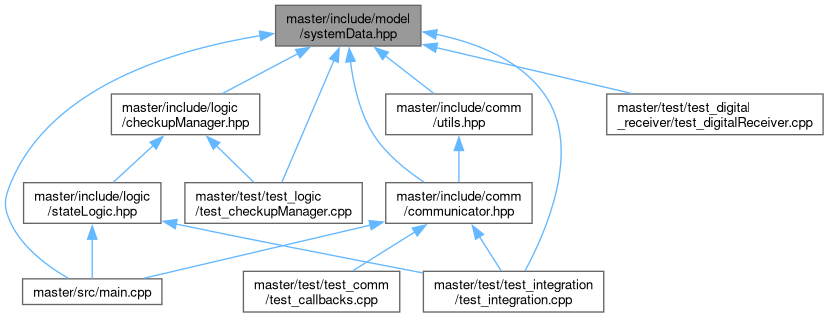 master/include/model
/systemData.hpp
master/include/logic
/checkupManager.hpp
master/include/comm
/utils.hpp
master/test/test_digital
_receiver/test_digitalReceiver.cpp
master/include/logic
/stateLogic.hpp
master/test/test_logic
/test_checkupManager.cpp
master/include/comm
/communicator.hpp
master/src/main.cpp
master/test/test_comm
/test_callbacks.cpp
master/test/test_integration
/test_integration.cpp